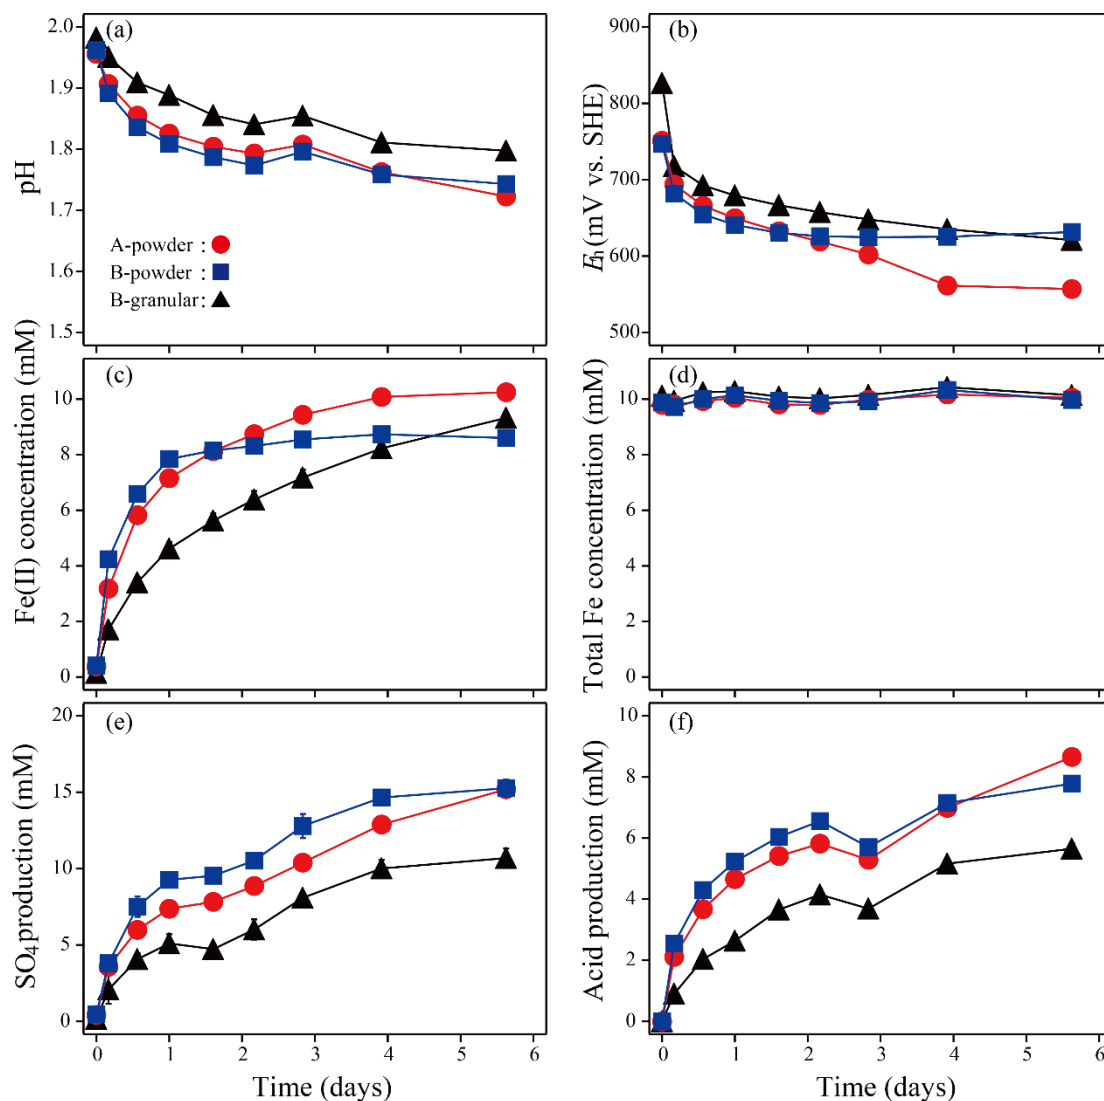 (a)
2.0
1.9
1.8
1.7
1.6
1.5
pH
A-powder :
B-powder :
B-granular :
(b)
900
800
700
600
500
Eh (mV vs. SHE)
(c)
10
8
6
4
2
0
Fe(II) concentration (mM)
(d)
10
8
6
4
2
0
Total Fe concentration (mM)
(e)
20
15
10
5
0
SO4 production (mM)
0 1 2 3 4 5 6
Time (days)
(f)
10
8
6
4
2
0
Acid production (mM)
0 1 2 3 4 5 6
Time (days)